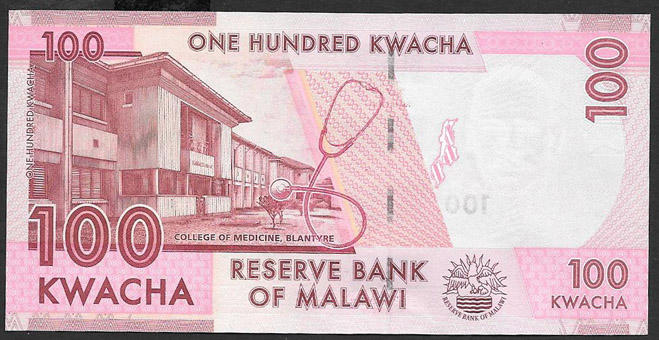 100
ONE HUNDRED KWACHA
100
ONE HUNDRED KWACHA
100
KWACHA
COLLEGE OF MEDICINE, BLANTYRE
RESERVE BANK
OF MALAWI
RESERVE BANK OF MALAWI
100
100
KWACHA